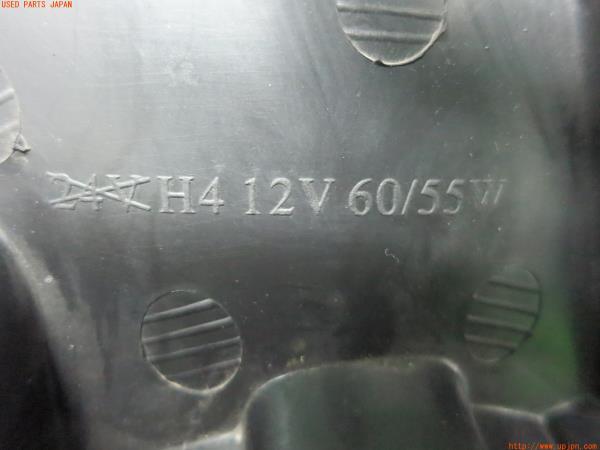 USED PARTS JAPAN
24V H4 12V 60/55W
http://www.upjpn.com/